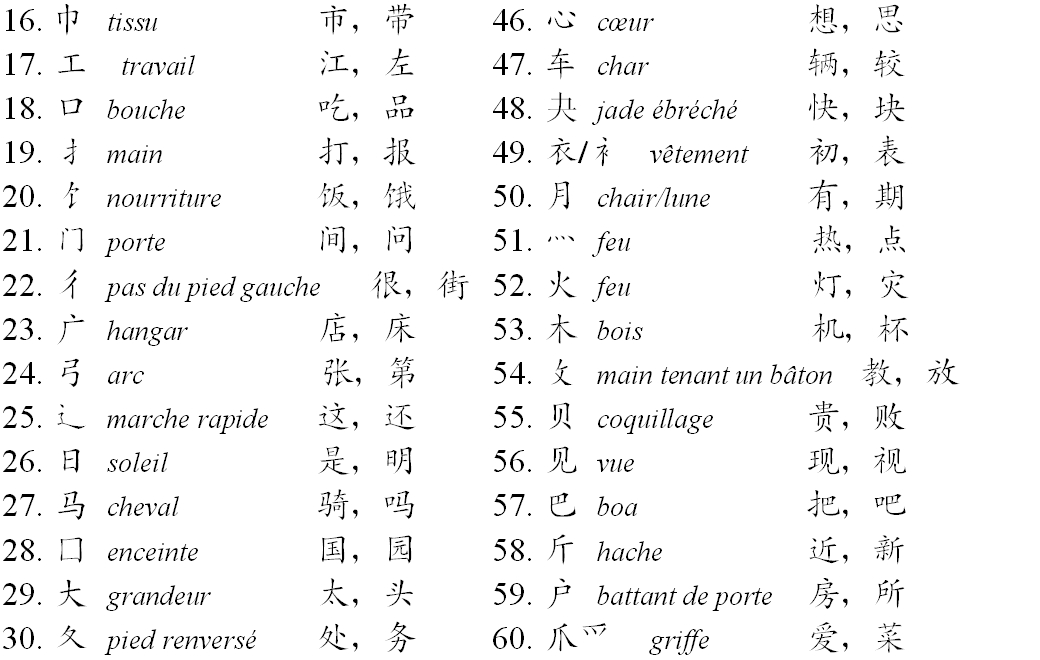 16. 巾 tissu 市，带
17. 工 travail 江，左
18. 口 bouche 吃，品
19. 扌 main 打，报
20. 饣 nourriture 饭，饿
21. 门 porte 间，问
22. 彳 pas du pied gauche 很，街
23. 广 hangar 店，床
24. 弓 arc 张，第
25. 辶 marche rapide 这，还
26. 日 soleil 是，明
27. 马 cheval 骑，吗
28. 囗 enceinte 国，园
29. 大 grandeur 太，头
30. 夂 pied renversé 处，务
46. 心 cœur 想，思
47. 车 char 辆，较
48. 夬 jade ébréché 快，块
49. 衣/衤 vêtement 初，表
50. 月 chair/lune 有，期
51. 灬 feu 热，点
52. 火 feu 灯，灾
53. 木 bois 机，杯
54. 攵 main tenant un bâton 教，放
55. 贝 coquillage 贵，败
56. 见 vue 现，视
57. 巴 boa 把，吧
58. 斤 hache 近，新
59. 户 battant de porte 房，所
60. 爪爫 griffe 爱，菜